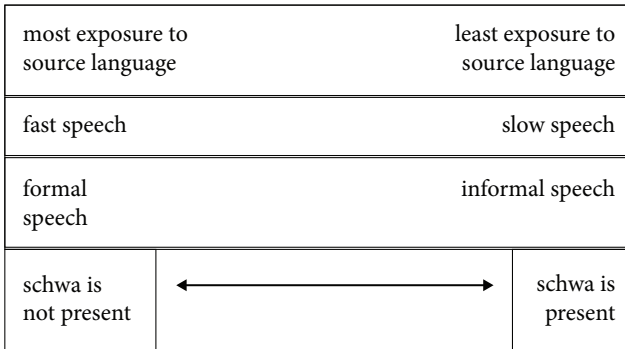 most exposure to
source language
least exposure to
source language
fast speech
slow speech
formal
speech
informal speech
schwa is
not present
schwa is
present